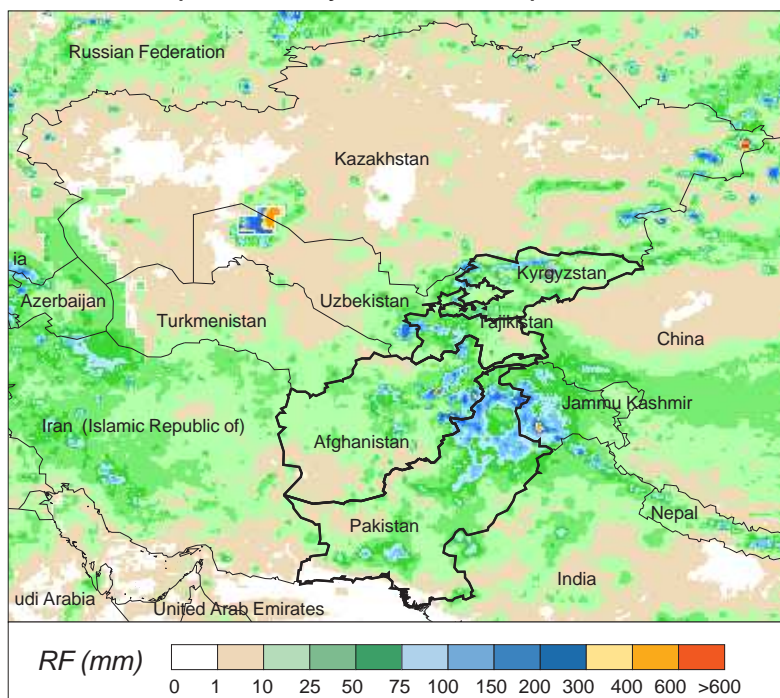 Russian Federation
Kazakhstan
ia
Kyrgyzstan
Azerbaijan
Uzbekistan
Turkmenistan
Tajikistan
China
Jammu Kashmir
Iran (Islamic Republic of)
Afghanistan
Nepal
Pakistan
India
udi Arabia
United Arab Emirates
RF (mm)
0 1 10 25 50 75 100 150 200 300 400 600 >600